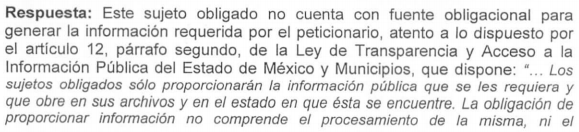 Respuesta: Este sujeto obligado no cuenta con fuente obligacional para
generar la información requerida por el peticionario, atento a lo dispuesto por
el artículo 12, párrafo segundo, de la Ley de Transparencia y Acceso a la
Información Pública del Estado de México y Municipios, que dispone: "... Los
sujetos obligados sólo proporcionarán la información pública que se les requiera y
que obre en sus archivos y en el estado en que ésta se encuentre. La obligación de
proporcionar información no comprende el procesamiento de la misma, ni el